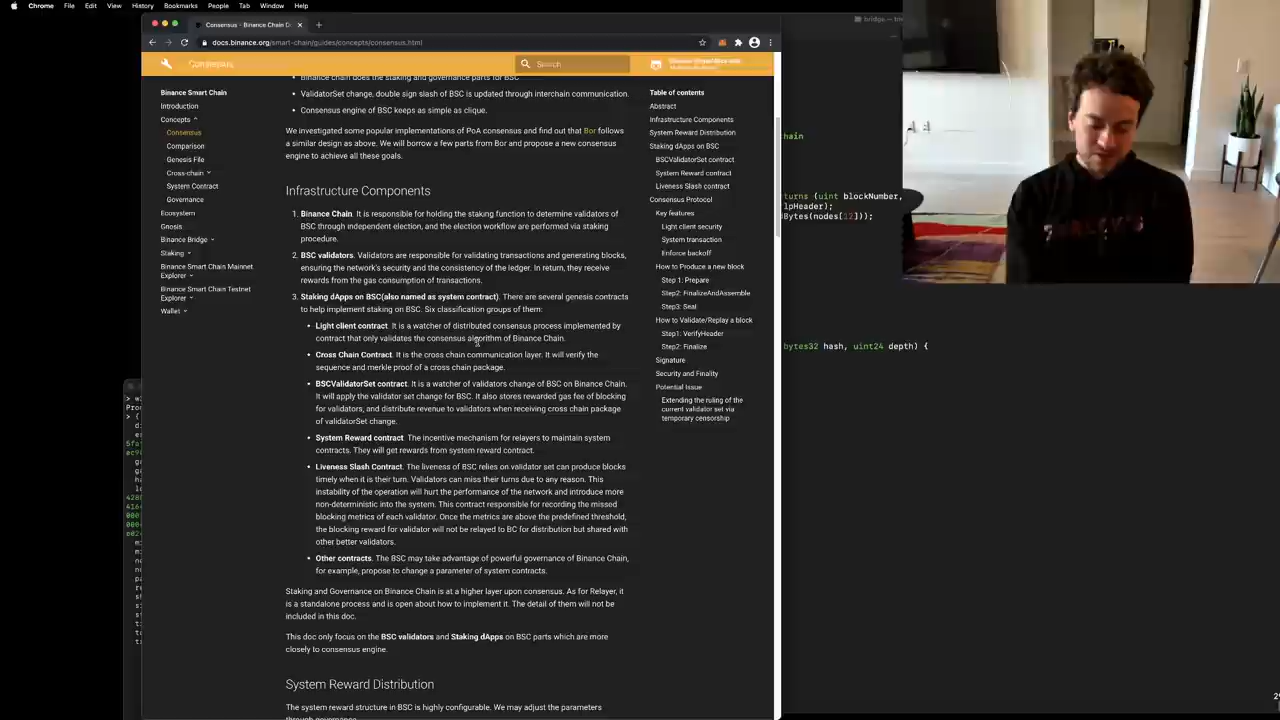 Chrome File Edit View History Bookmarks People Tab Window Help
Consensus - Binance Chain D
bridge —
docs.binance.org/smart-chain/guides/concepts/consensus.html
Consensus
Search
Binance Smart Chain
Introduction
Concepts
Consensus
Comparison
Genesis File
Cross-chain
System Contract
Governance
Ecosystem
Gnosis
Binance Bridge
Staking
Binance Smart Chain Mainnet
Explorer
Binance Smart Chain Testnet
Explorer
Wallet
Binance chain does the staking and governance parts for BSC
ValidatorSet change, double sign slash of BSC is updated through interchain communication.
Consensus engine of BSC keeps as simple as clique.
We investigated some popular implementations of PoA consensus and find out that Bor follows
a similar design as above. We will borrow a few parts from Bor and propose a new consensus
engine to achieve all these goals.
Infrastructure Components
1. Binance Chain. It is responsible for holding the staking function to determine validators of
BSC through independent election, and the election workflow are performed via staking
procedure.
2. BSC validators. Validators are responsible for validating transactions and generating blocks,
ensuring the network's security and the consistency of the ledger. In return, they receive
rewards from the gas consumption of transactions.
3. Staking dApps on BSC(also named as system contract). There are several genesis contracts
to help implement staking on BSC. Six classification groups of them:
• Light client contract. It is a watcher of distributed consensus process implemented by
contract that only validates the consensus algorithm of Binance Chain.
• Cross Chain Contract. It is the cross chain communication layer. It will verify the
sequence and merkle proof of a cross chain package.
• BSCValidatorSet contract. It is a watcher of validators change of BSC on Binance Chain.
It will apply the validator set change for BSC. It also stores rewarded gas fee of blocking
for validators, and distribute revenue to validators when receiving cross chain package
of validatorSet change.
• System Reward contract. The incentive mechanism for relayers to maintain system
contracts. They will get rewards from system reward contract.
• Liveness Slash Contract. The liveness of BSC relies on validator set can produce blocks
timely when it is their turn. Validators can miss their turns due to any reason. This
instability of the operation will hurt the performance of the network and introduce more
non-deterministic into the system. This contract responsible for recording the missed
blocking metrics of each validator. Once the metrics are above the predefined threshold,
the blocking reward for validator will not be relayed to BC for distribution but shared with
other better validators.
• Other contracts. The BSC may take advantage of powerful governance of Binance Chain,
for example, propose to change a parameter of system contracts.
Staking and Governance on Binance Chain is at a higher layer upon consensus. As for Relayer, it
is a standalone process and is open about how to implement it. The detail of them will not be
included in this doc.
This doc only focus on the BSC validators and Staking dApps on BSC parts which are more
closely to consensus engine.
System Reward Distribution
The system reward structure in BSC is highly configurable. We may adjust the parameters
through governance.
Table of contents
Abstract
Infrastructure Components
System Reward Distribution
Staking dApps on BSC
BSCValidatorSet contract
System Reward contract
Liveness Slash contract
Consensus Protocol
Key features
Light client security
System transaction
Enforce backoff
How to Produce a new block
Step 1: Prepare
Step2: FinalizeAndAssemble
Step3: Seal
How to Validate/Replay a block
Step1: VerifyHeader
Step2: Finalize
Signature
Security and Finality
Potential Issue
Extending the ruling of the
current validator set via
temporary censorship
hain
returns (uint blockNumber,
lpHeader);
dBytes(nodes[12]));
bytes32 hash, uint24 depth) {